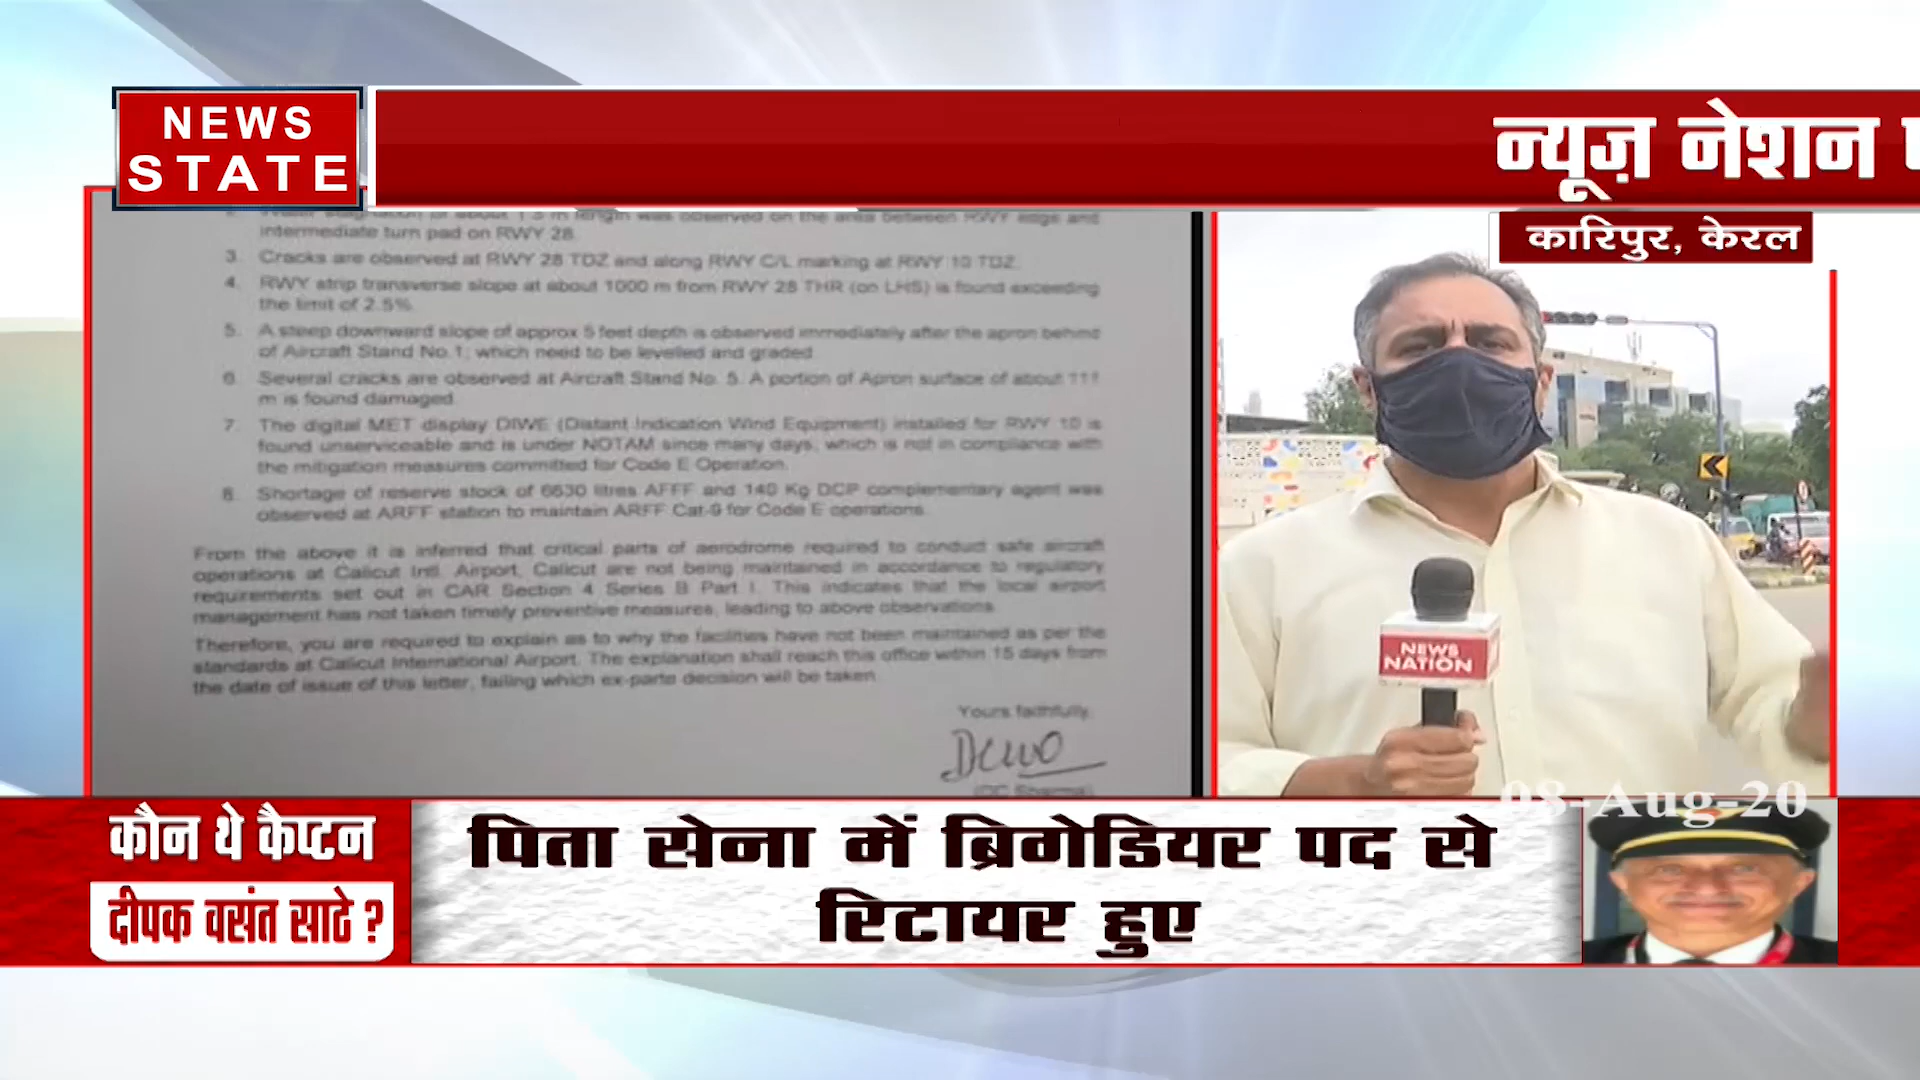 NEWS
STATE
न्यूज़ नेशन
कारिपुर, केरल
intermediate turn pad on RWY 28.
3. Cracks are observed at RWY 28 TDZ and along RWY C/L marking at RWY 10 TDZ.
4. RWY strip transverse slope at about 1000 m from RWY 28 THR (on LHS) is found exceeding
the limit of 2.5%.
5. A steep downward slope of approx 5 feet depth is observed immediately after the apron behind
of Aircraft Stand No.1, which need to be levelled and graded.
6. Several cracks are observed at Aircraft Stand No. 5. A portion of Apron surface of about
m is found damaged.
7. The digital MET display DIWE (Distant Indication Wind Equipment) installed for RWY 10 is
found unserviceable and is under NOTAM since many days, which is not in compliance with
the mitigation measures committed for Code E Operation.
8. Shortage of reserve stock of 6630 litres AFFF and 140 Kg DCP complementary agent was
observed at ARFF station to maintain ARFF Cat-9 for Code E operations.
From the above it is inferred that critical parts of aerodrome required to conduct safe aircraft
operations at Calicut Intl. Airport, Calicut are not being maintained in accordance to regulatory
requirements set out in CAR Section 4 Series B Part I. This indicates that the local airport
management has not taken timely preventive measures, leading to above observations.
Therefore, you are required to explain as to why the facilities have not been maintained as per the
standards at Calicut International Airport. The explanation shall reach this office within 15 days from
the date of issue of this letter, failing which ex-parte decision will be taken.
Yours faithfully,
NEWS
NATION
08-Aug-20
कौन थे कैप्टन
दीपक वसंत साठे ?
पिता सेना में ब्रिगेडियर पद से
रिटायर हुए